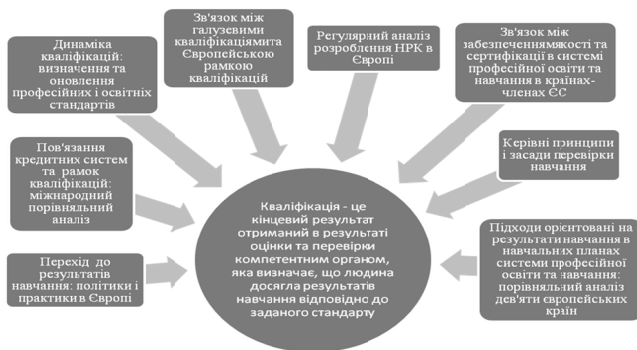 Динаміка
кваліфікацій:
визначення та
оновлення
професійних і освітніх
стандартів
Зв'язок між
галузевими
кваліфікаціямита
Європейською
рамкою
кваліфікацій
Регулярний аналіз
розроблення НРК в
Європі
Зв'язок між
забезпеченнямякості та
сертифікації в системі
професійної освіти та
навчання в країнах-
членах ЄС
Пов'язання
кредитних систем
та рамок
кваліфікацій:
міжнародний
порівняльний
аналіз
Керівні принципи
і засади перевірки
навчання
Перехід до
результатів
навчання: політики і
практики в Європі
Підходи орієнтовані на
результати навчання в
навчальних планах
системи професійної
освіти та навчання:
порівняльний аналіз
дев'яти європейських
країн
Кваліфікація - це
кінцевий результат
отриманий в результаті
оцінки та перевірки
компетентним органом,
яка визначає, що людина
досягла результатів
навчання відповідно до
заданого стандарту